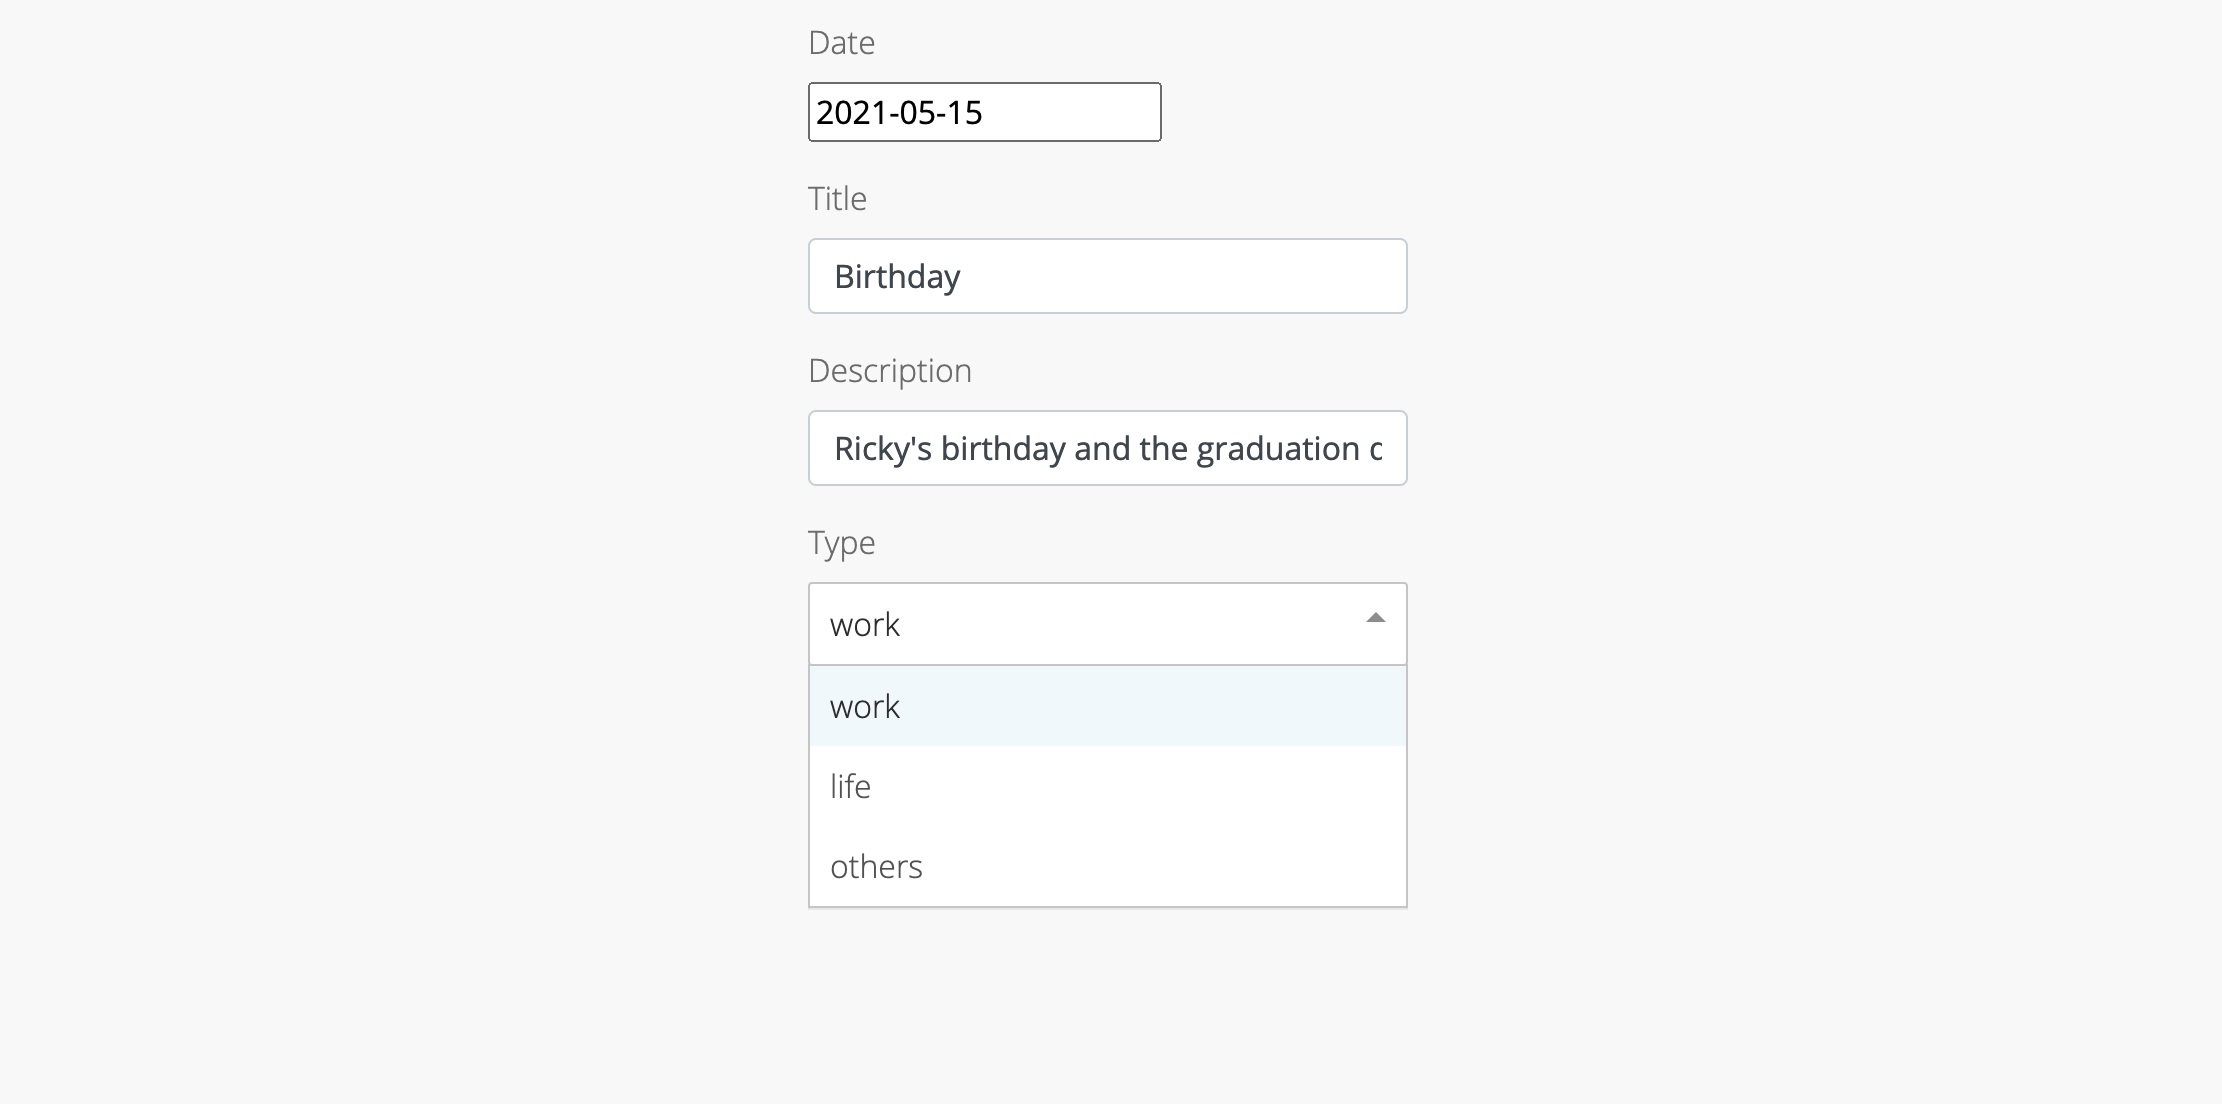 Date
2021-05-15
Title
Birthday
Description
Ricky's birthday and the graduation
Type
work
work
life
others